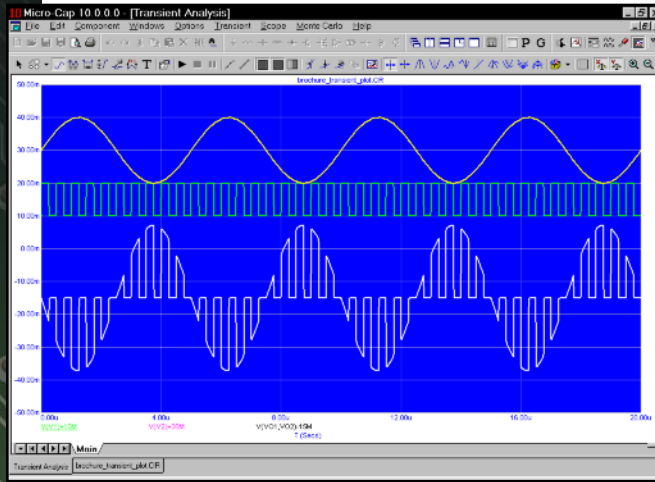 10 Micro-Cap 10.0.0.0 - [Transient Analysis]
File Edit Component Windows Options Transient Scope Monte Carlo Help
T P G
brochure_transient_plot.CIR
50.00m
40.00m
30.00m
20.00m
10.00m
0.00m
-10.00m
-20.00m
-30.00m
-40.00m
-50.00m
0.00u 4.00u 8.00u 12.00u 16.00u 20.00u
V(V2)+30M V(VO1,VO2)-15M
T (Secs)
Main
Transient Analysis brochure_transient_plot.CIR